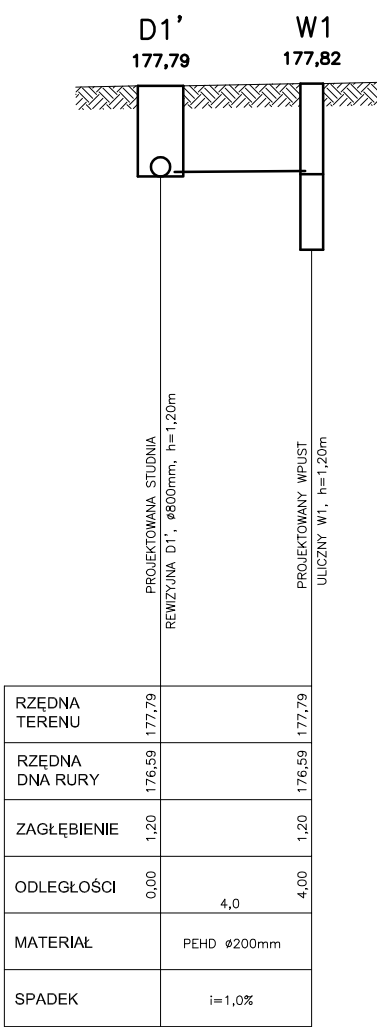 D1' W1
177,79 177,82
PROJEKTOWANA STUDNIA
REWIZYJNA D1', ø800mm, h=1,20m
PROJEKTOWANY WPUST
ULICZNY W1, h=1,20m
RZĘDNA
TERENU
177,79 177,79
RZĘDNA
DNA RURY
176,59 176,59
ZAGŁĘBIENIE 1,20 1,20
ODLEGŁOŚCI 0,00 4,0 4,00
MATERIAŁ PEHD ø200mm
SPADEK i=1,0%